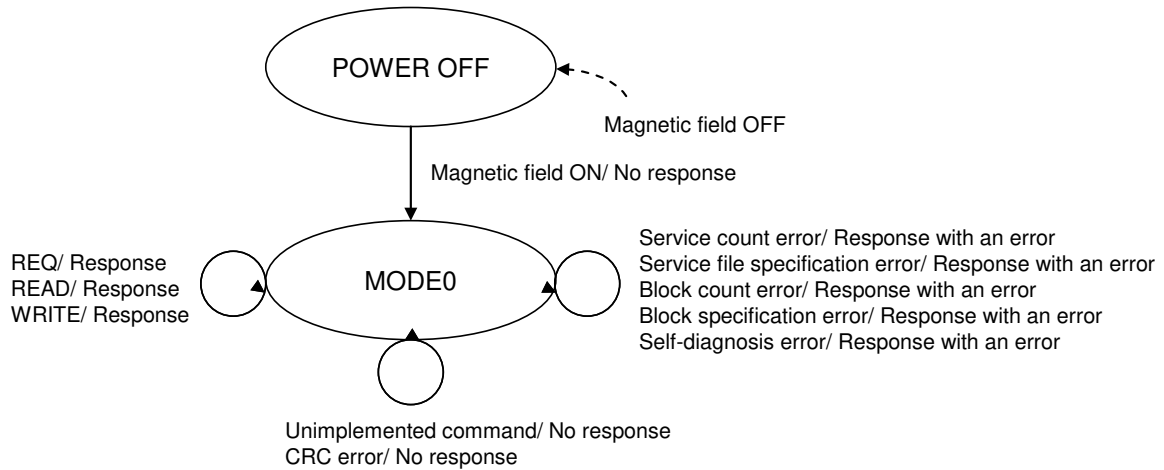 POWER OFF
Magnetic field OFF
Magnetic field ON/ No response
REQ/ Response
READ/ Response
WRITE/ Response
MODE0
Service count error/ Response with an error
Service file specification error/ Response with an error
Block count error/ Response with an error
Block specification error/ Response with an error
Self-diagnosis error/ Response with an error
Unimplemented command/ No response
CRC error/ No response